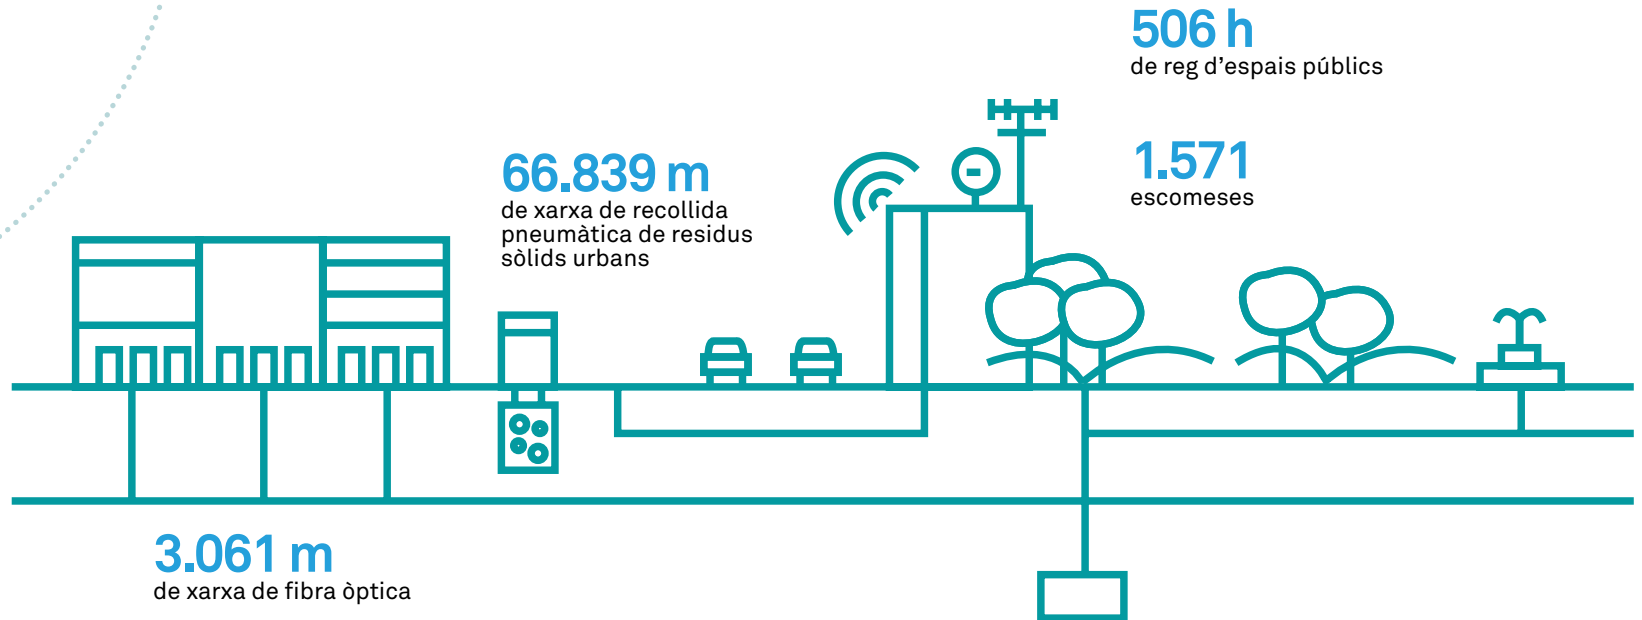 506 h
de reg d’espais públics
66.839 m
de xarxa de recollida
pneumàtica de residus
sòlids urbans
1.571
escomeses
3.061 m
de xarxa de fibra òptica